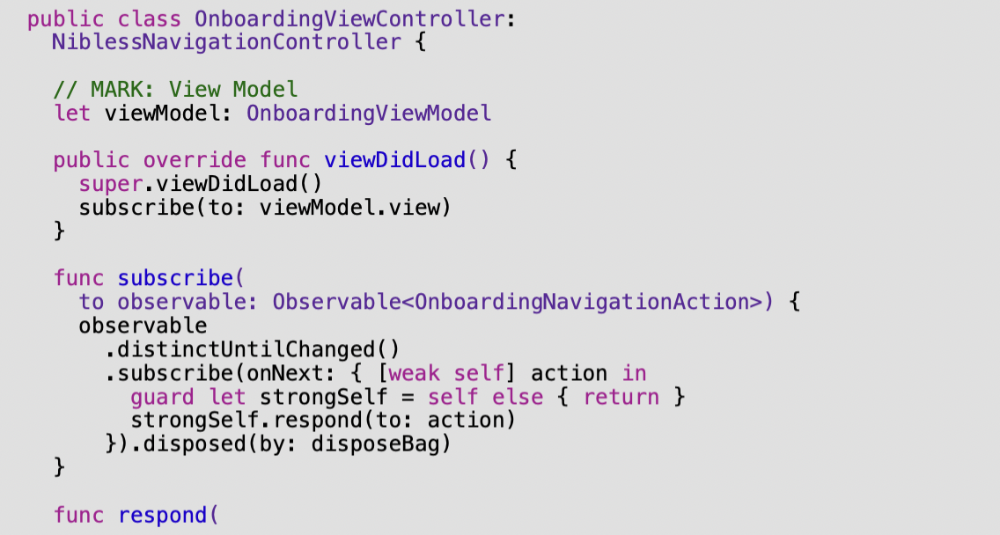 public class OnboardingViewController:
  NiblessNavigationController {

  // MARK: View Model
  let viewModel: OnboardingViewModel

  public override func viewDidLoad() {
    super.viewDidLoad()
    subscribe(to: viewModel.view)
  }

  func subscribe(
    to observable: Observable<OnboardingNavigationAction>) {
    observable
      .distinctUntilChanged()
      .subscribe(onNext: { [weak self] action in
        guard let strongSelf = self else { return }
        strongSelf.respond(to: action)
      }).disposed(by: disposeBag)
  }

  func respond(